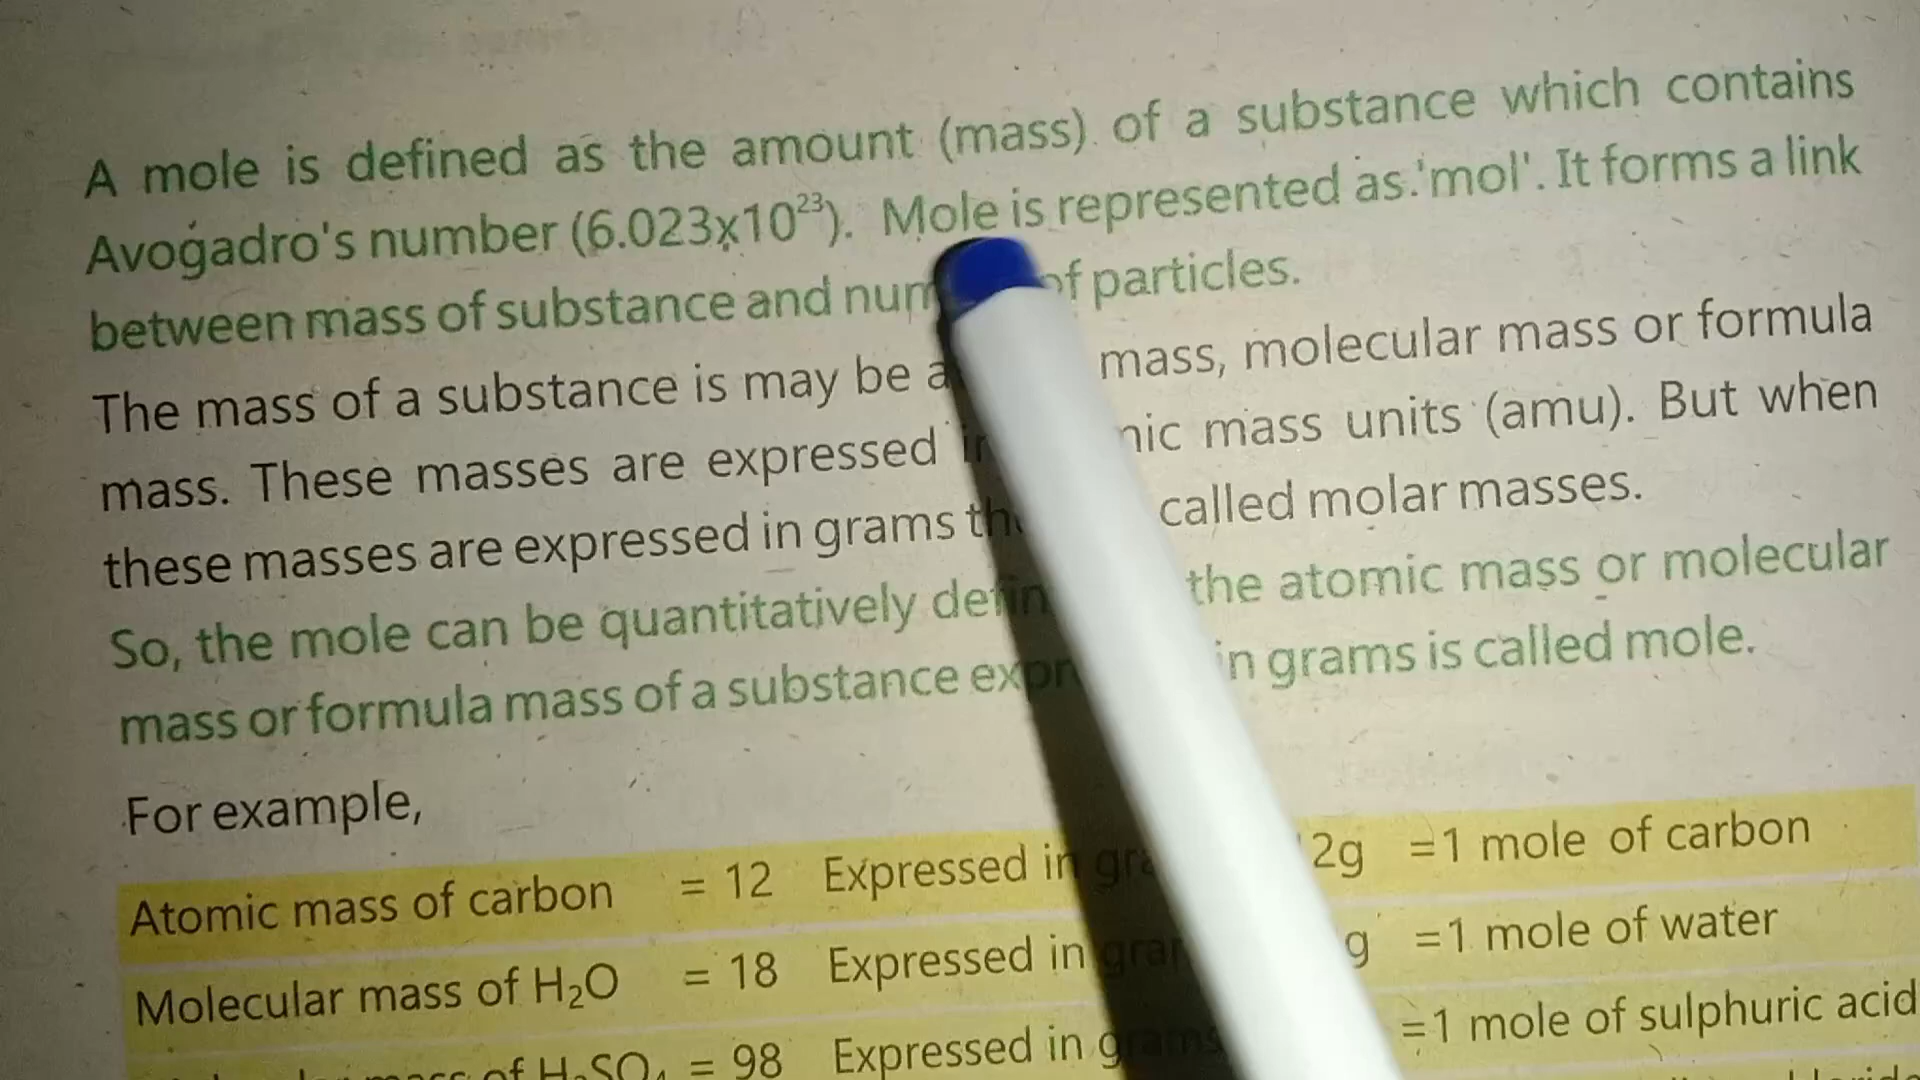 A mole is defined as the amount (mass) of a substance which contains
Avogadro's number (6.023x10²³). Mole is represented as 'mol'. It forms a link
between mass of substance and of particles.
The mass of a substance is may be mass, molecular mass or formula
mass. These masses are expressed mass units (amu). But when
these masses are expressed in grams called molar masses.
So, the mole can be quantitatively the atomic mass or molecular
mass or formula mass of a substance in grams is called mole.
For example,
Atomic mass of carbon = 12 Expressed in 2g =1 mole of carbon
Molecular mass of H₂O = 18 Expressed in g =1 mole of water
of H₂SO₄ = 98 Expressed in grams =1 mole of sulphuric acid